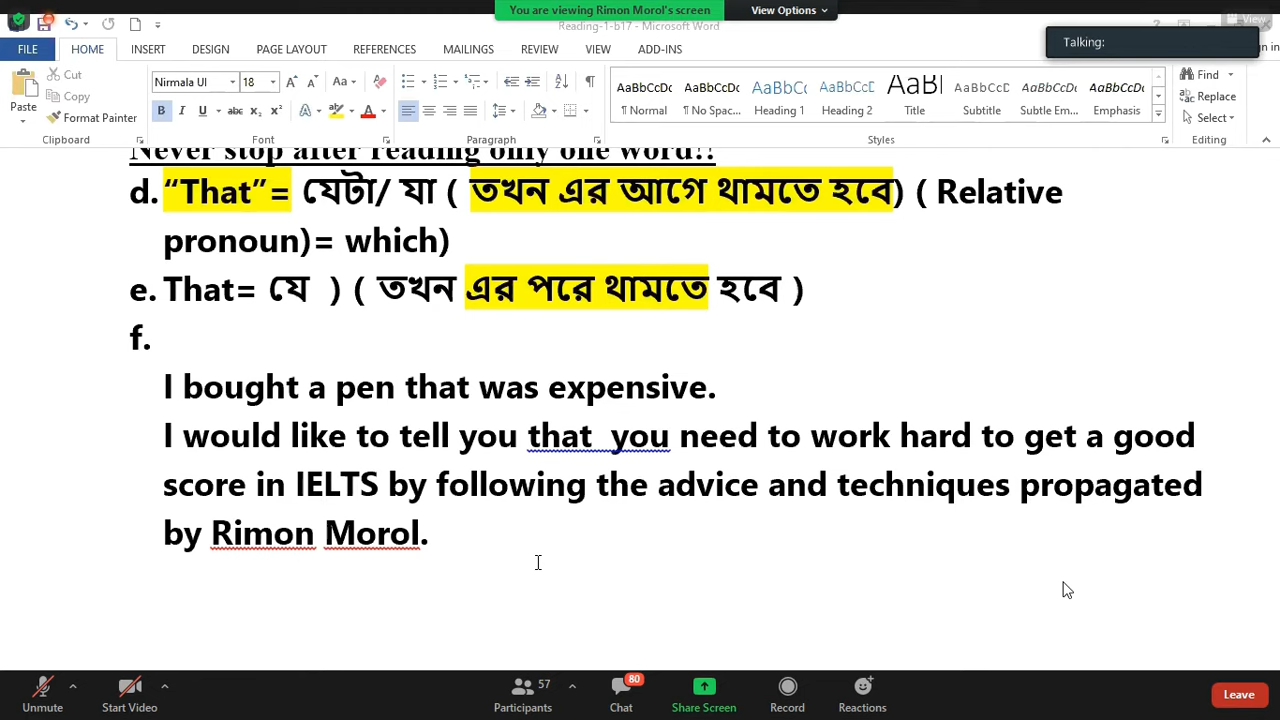 You are viewing Rimon Morol's screen
View Options
View
Reading-1-b17 - Microsoft Word
Talking:
FILE HOME INSERT DESIGN PAGE LAYOUT REFERENCES MAILINGS REVIEW VIEW ADD-INS
Paste
Cut
Copy
Format Painter
Clipboard
Nirmala UI 18
Font
Paragraph
AaBbCcDc ¶ Normal
AaBbCcDc ¶ No Spac...
AaBbCc Heading 1
AaBbCc Heading 2
AaBl Title
AaBbCcD Subtitle
AaBbCcDc Subtle Em...
AaBbCcDc Emphasis
Styles
Find
Replace
Select
Editing
Never stop after reading only one word!!
d. “That”= যেটা/ যা ( তখন এর আগে থামতে হবে) ( Relative
pronoun)= which)
e. That= যে ) ( তখন এর পরে থামতে হবে )
f.
I bought a pen that was expensive.
I would like to tell you that you need to work hard to get a good
score in IELTS by following the advice and techniques propagated
by Rimon Morol.
Unmute
Start Video
57
Participants
80
Chat
Share Screen
Record
Reactions
Leave